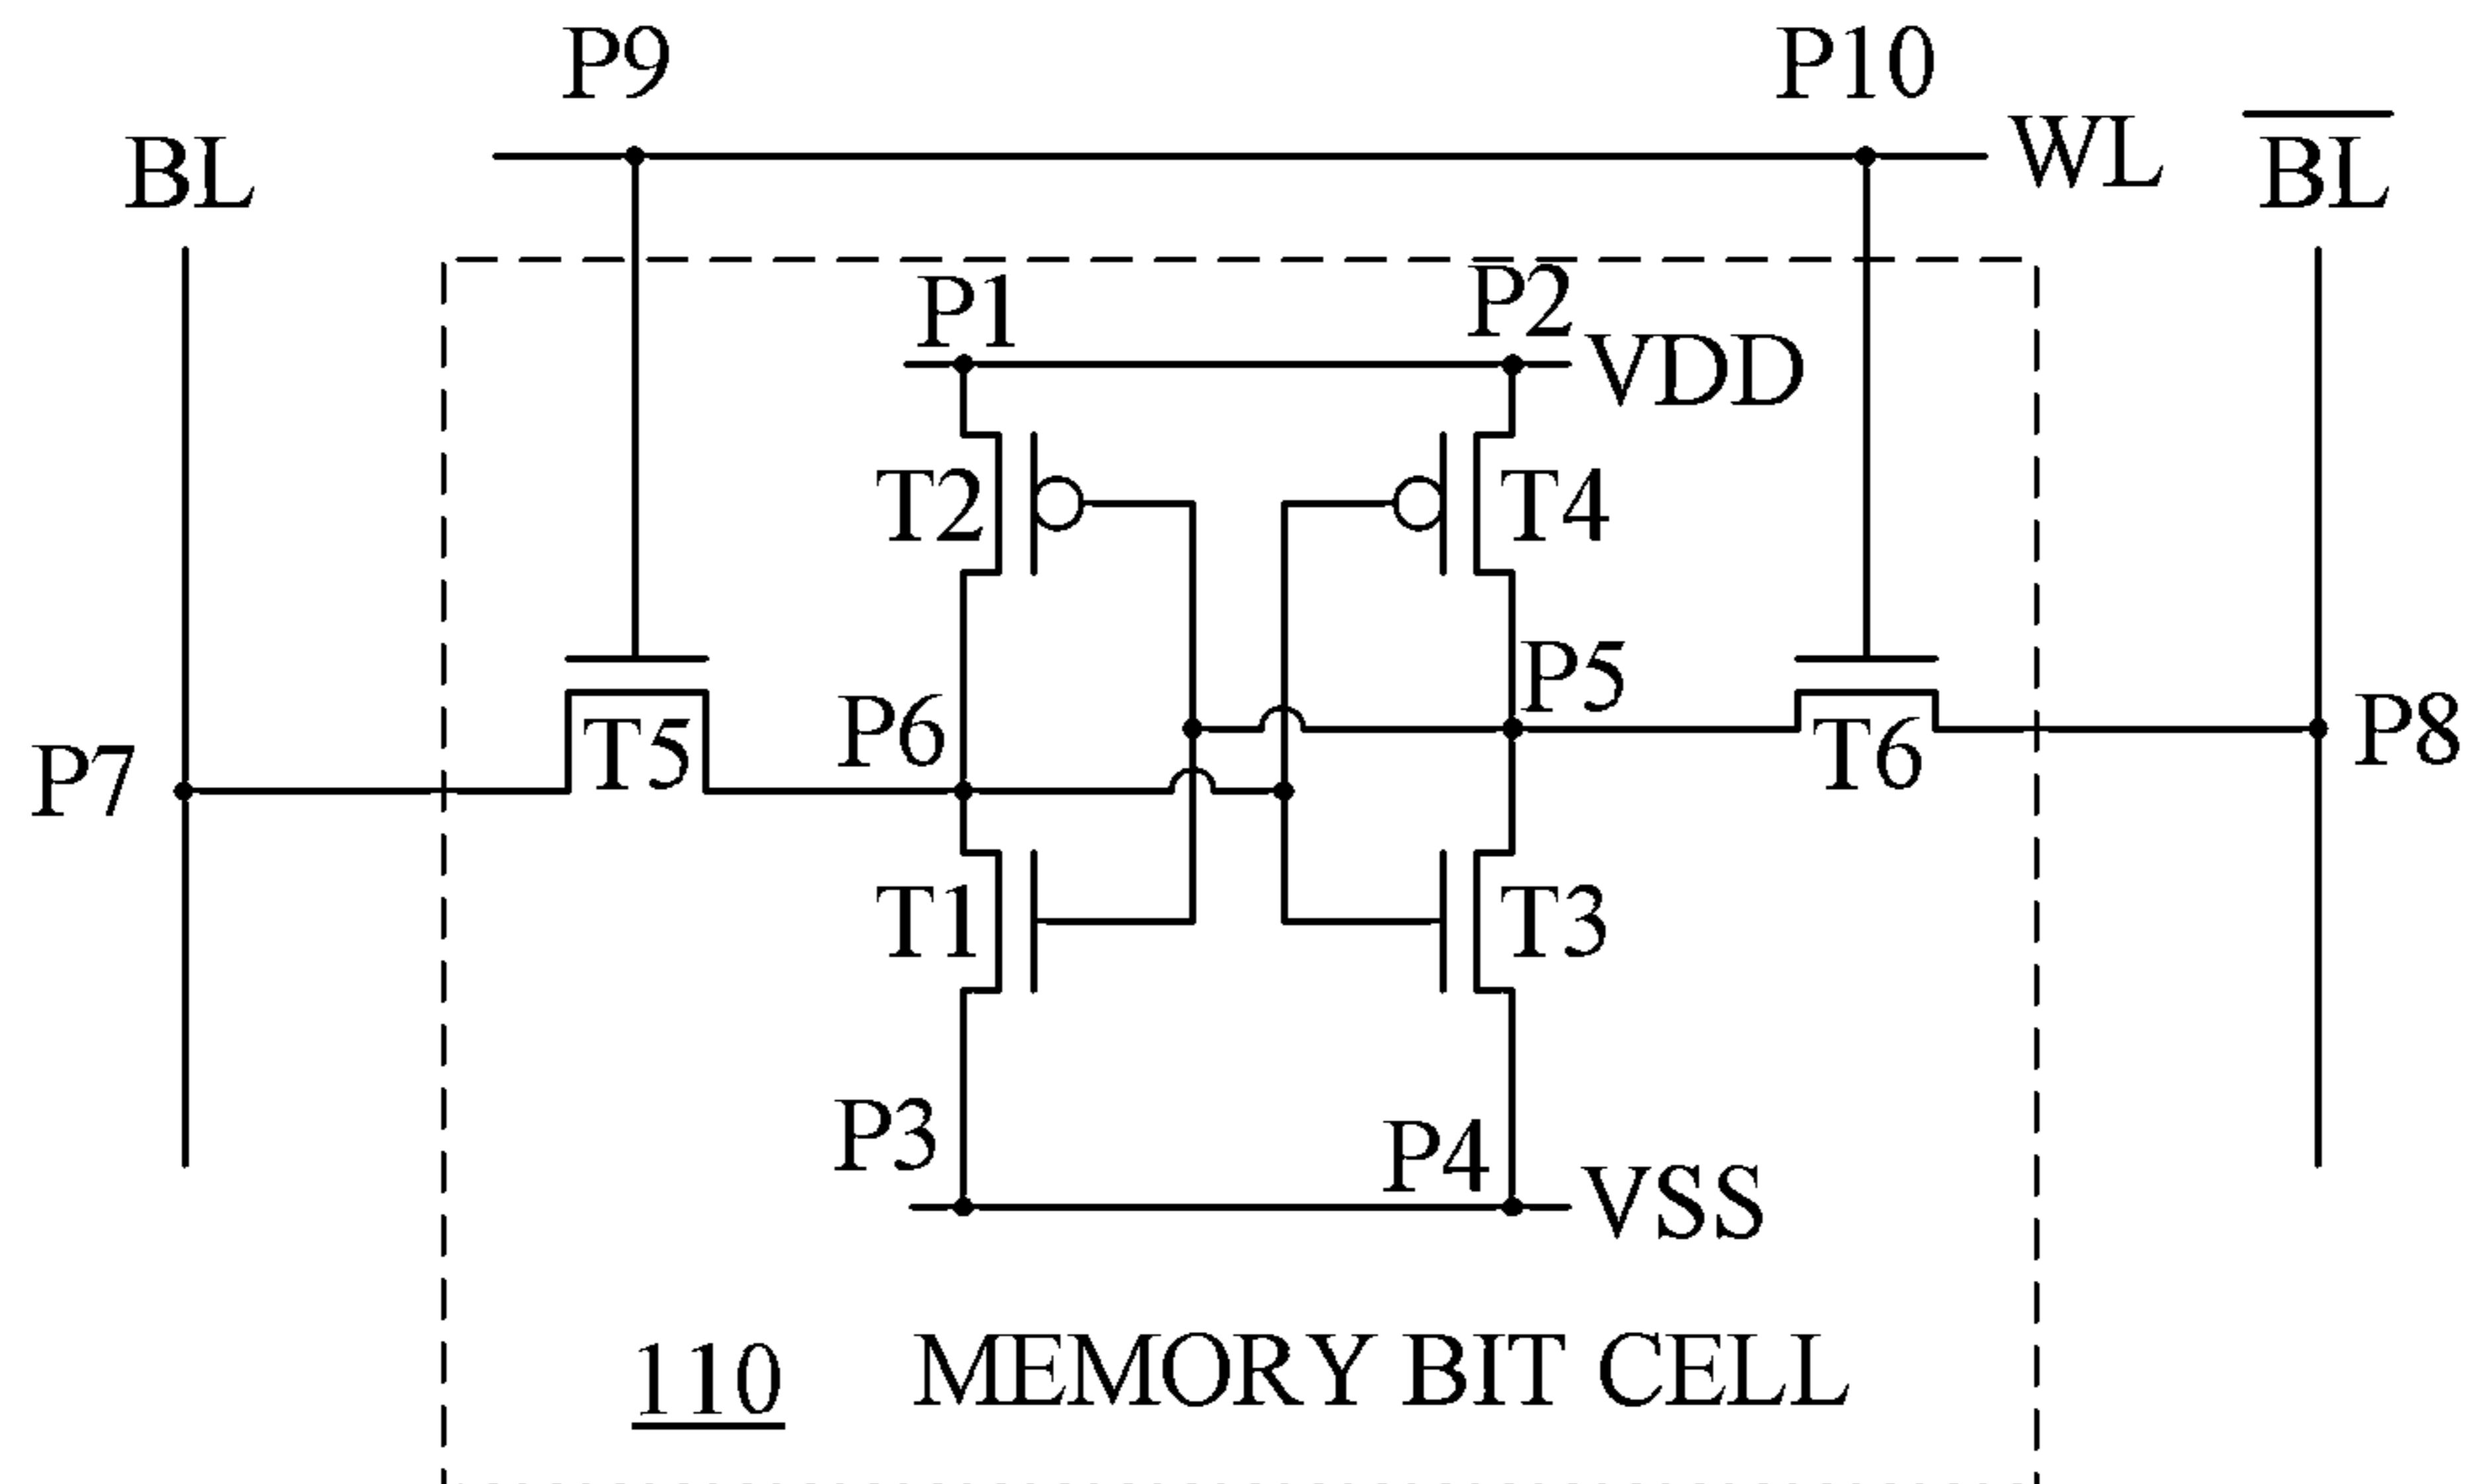 P9
P10
BL
WL
B̅L̅
P1
P2
VDD
T2
T4
P5
P6
T5
T6
P7
P8
T1
T3
P3
P4
VSS
110
MEMORY BIT CELL